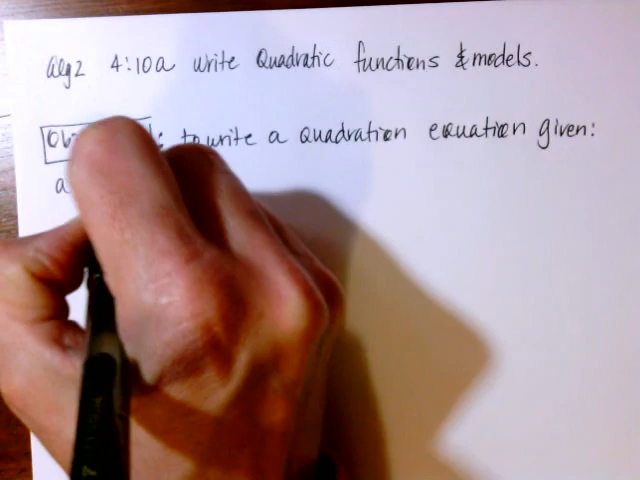 alg2 4:10a write Quadratic functions & models.
: to write a quadration equation given:
a